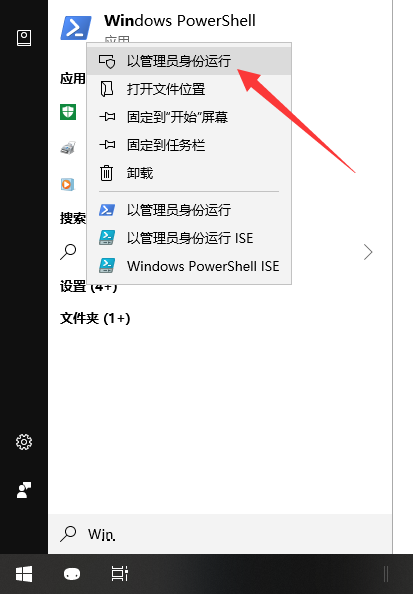 Windows PowerShell
应用
以管理员身份运行
应用
打开文件位置
固定到"开始"屏幕
固定到任务栏
卸载
以管理员身份运行
搜索
以管理员身份运行 ISE
Windows PowerShell ISE
设置 (4+)
文件夹 (1+)
Win